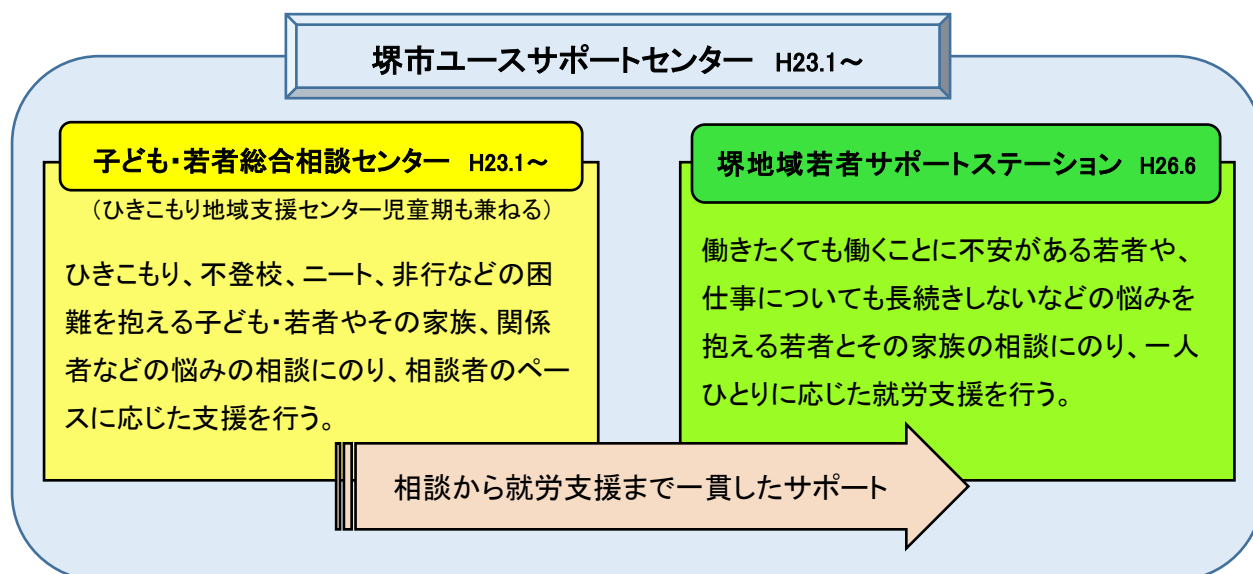 堺市ユースサポートセンター H23.1~
子ども・若者総合相談センター H23.1~
(ひきこもり地域支援センター児童期も兼ねる)
ひきこもり、不登校、ニート、非行などの困
難を抱える子ども・若者やその家族、関係
者などの悩みの相談にのり、相談者のペー
スに応じた支援を行う。
堺地域若者サポートステーション H26.6
働きたくても働くことに不安がある若者や、
仕事についても長続きしないなどの悩みを
抱える若者とその家族の相談にのり、一人
ひとりに応じた就労支援を行う。
相談から就労支援まで一貫したサポート